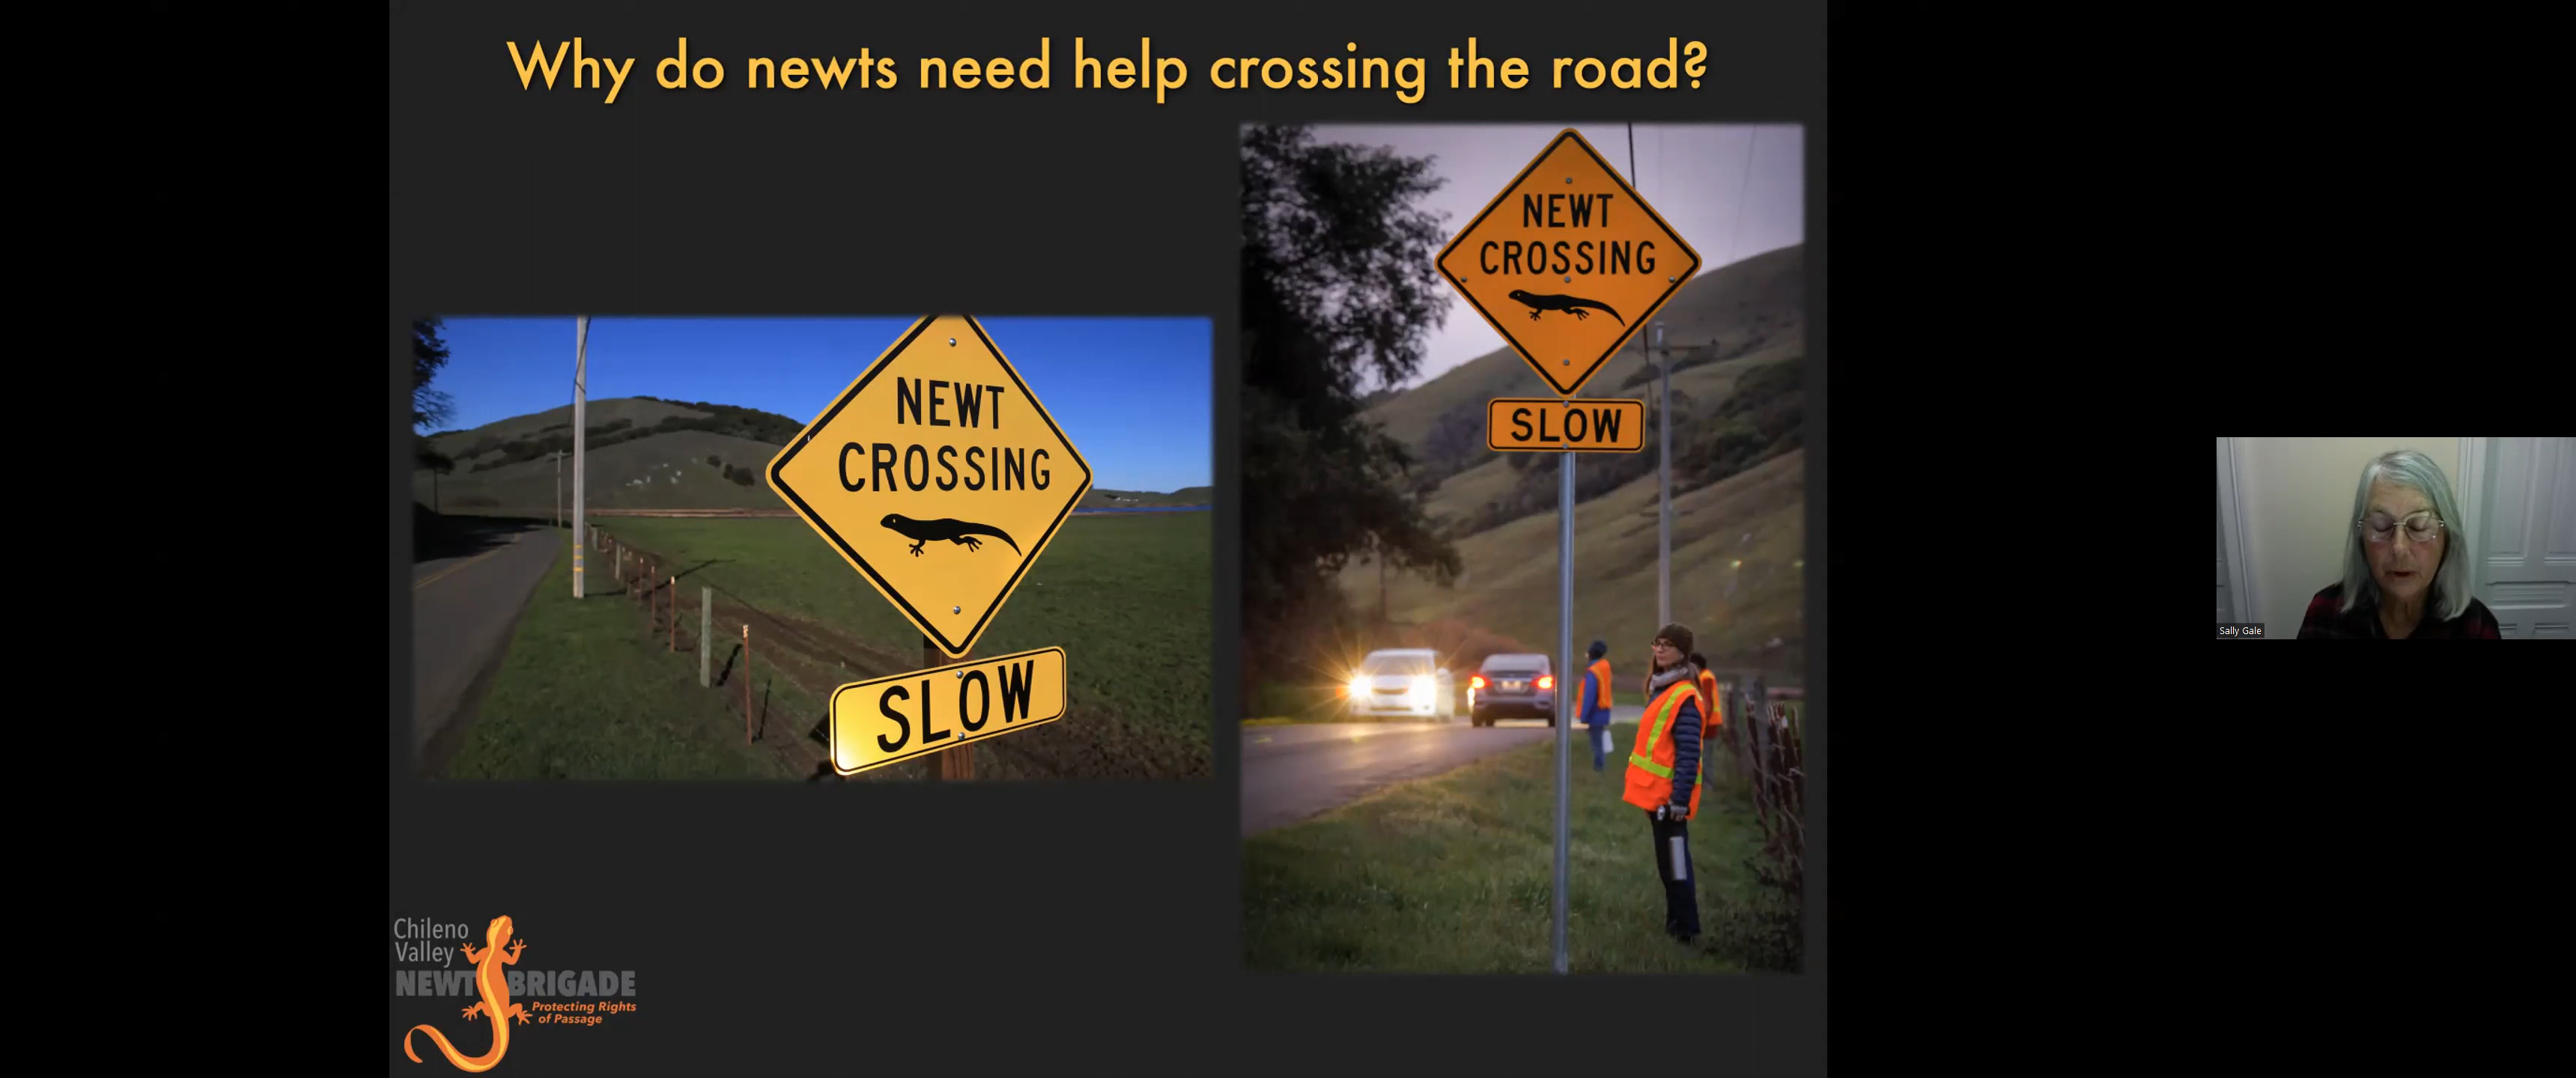 Why do newts need help crossing the road?
NEWT
CROSSING
SLOW
NEWT
CROSSING
SLOW
Chileno
Valley
NEWT BRIGADE
Protecting Rights
of Passage
Sally Gale